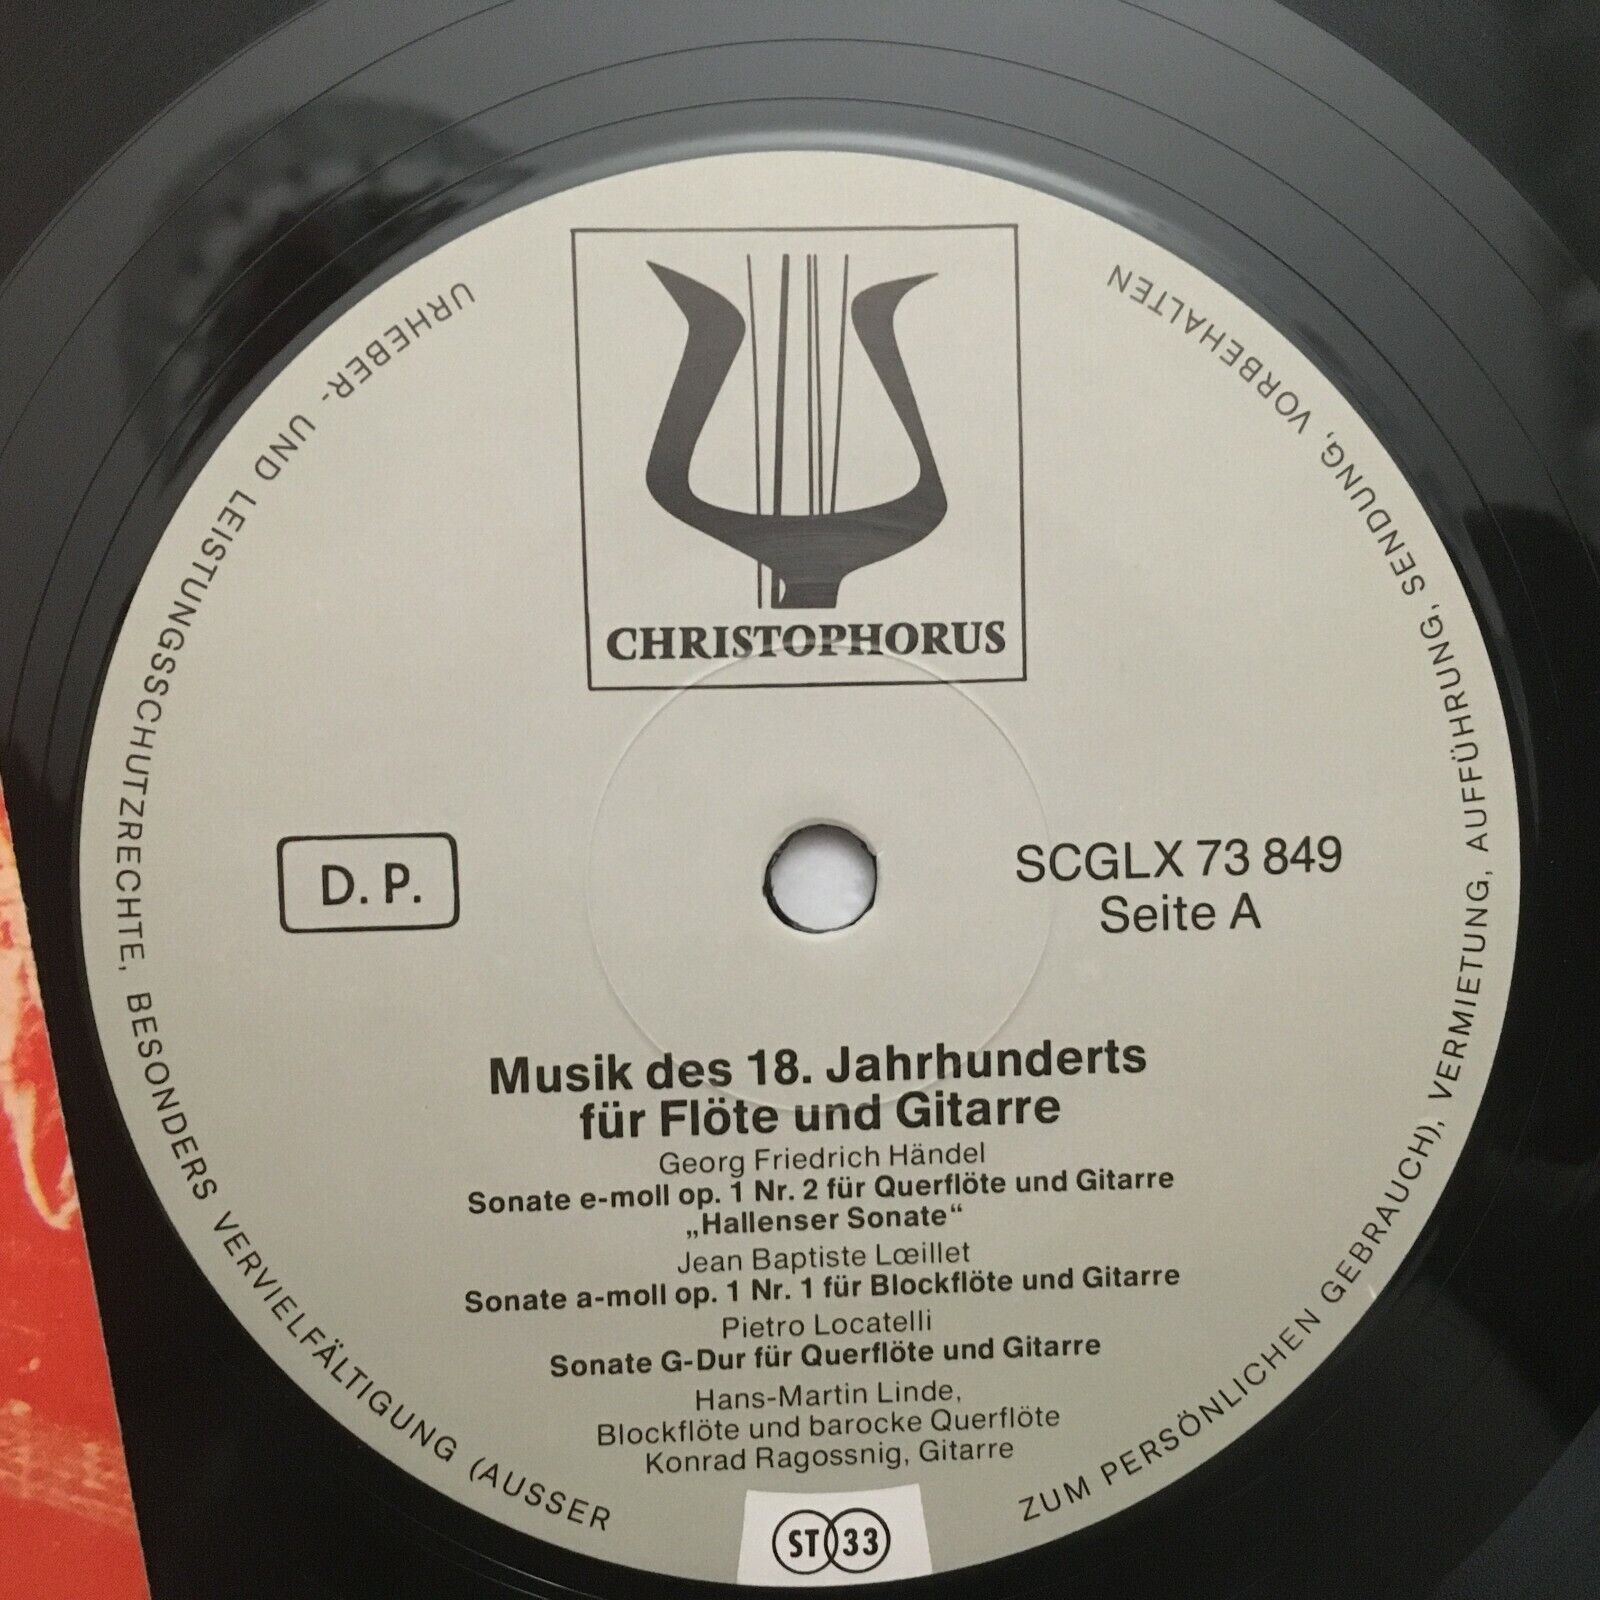 CHRISTOPHORUS
D. P.
SCGLX 73 849
Seite A
Musik des 18. Jahrhunderts
für Flöte und Gitarre
Georg Friedrich Händel
Sonate e-moll op. 1 Nr. 2 für Querflöte und Gitarre
„Hallenser Sonate“
Jean Baptiste Lœillet
Sonate a-moll op. 1 Nr. 1 für Blockflöte und Gitarre
Pietro Locatelli
Sonate G-Dur für Querflöte und Gitarre
Hans-Martin Linde,
Blockflöte und barocke Querflöte
Konrad Ragossnig, Gitarre
ST 33
URHEBER- UND LEISTUNGSSCHUTZRECHTE, BESONDERS VERVIELFÄLTIGUNG (AUSSER
ZUM PERSÖNLICHEN GEBRAUCH), VERMIETUNG, AUFFÜHRUNG, SENDUNG, VORBEHALTEN